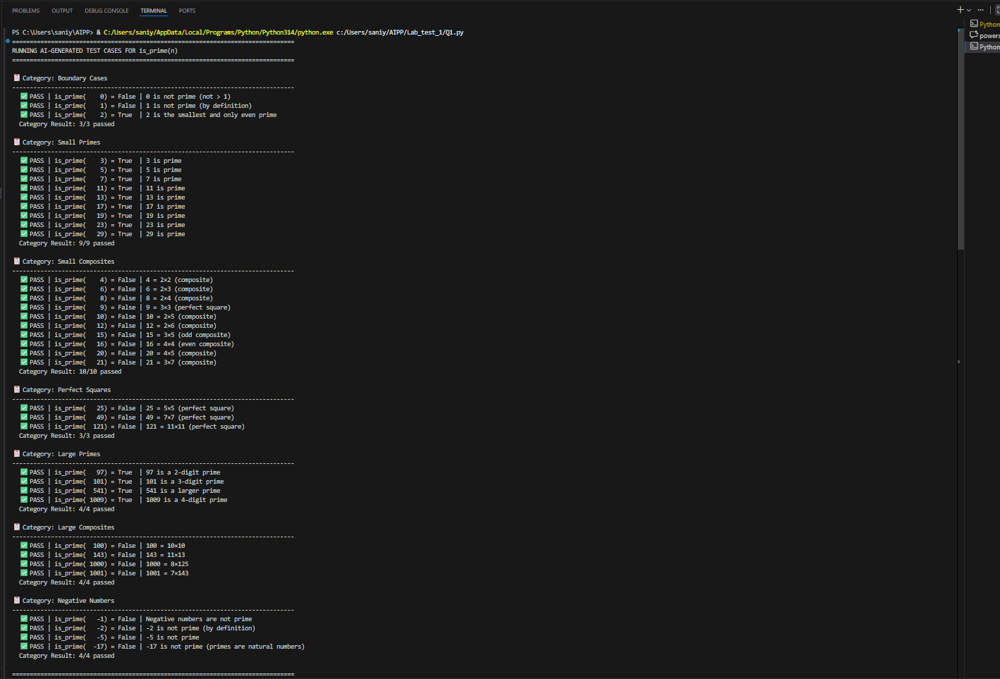 PROBLEMS OUTPUT DEBUG CONSOLE TERMINAL PORTS
PS C:\Users\saniy\AIPP> & C:/Users/saniy/AppData/Local/Programs/Python/Python314/python.exe c:/Users/saniy/AIPP/Lab_test_1/Q1.py
================================================================================
RUNNING AI-GENERATED TEST CASES FOR is_prime(n)
================================================================================
📋 Category: Boundary Cases
--------------------------------------------------------------------------------
✅ PASS | is_prime(    0) = False | 0 is not prime (not > 1)
✅ PASS | is_prime(    1) = False | 1 is not prime (by definition)
✅ PASS | is_prime(    2) = True  | 2 is the smallest and only even prime
Category Result: 3/3 passed
📋 Category: Small Primes
--------------------------------------------------------------------------------
✅ PASS | is_prime(    3) = True  | 3 is prime
✅ PASS | is_prime(    5) = True  | 5 is prime
✅ PASS | is_prime(    7) = True  | 7 is prime
✅ PASS | is_prime(   11) = True  | 11 is prime
✅ PASS | is_prime(   13) = True  | 13 is prime
✅ PASS | is_prime(   17) = True  | 17 is prime
✅ PASS | is_prime(   19) = True  | 19 is prime
✅ PASS | is_prime(   23) = True  | 23 is prime
✅ PASS | is_prime(   29) = True  | 29 is prime
Category Result: 9/9 passed
📋 Category: Small Composites
--------------------------------------------------------------------------------
✅ PASS | is_prime(    4) = False | 4 = 2×2 (composite)
✅ PASS | is_prime(    6) = False | 6 = 2×3 (composite)
✅ PASS | is_prime(    8) = False | 8 = 2×4 (composite)
✅ PASS | is_prime(    9) = False | 9 = 3×3 (perfect square)
✅ PASS | is_prime(   10) = False | 10 = 2×5 (composite)
✅ PASS | is_prime(   12) = False | 12 = 2×6 (composite)
✅ PASS | is_prime(   15) = False | 15 = 3×5 (odd composite)
✅ PASS | is_prime(   16) = False | 16 = 4×4 (even composite)
✅ PASS | is_prime(   20) = False | 20 = 4×5 (composite)
✅ PASS | is_prime(   21) = False | 21 = 3×7 (composite)
Category Result: 10/10 passed
📋 Category: Perfect Squares
--------------------------------------------------------------------------------
✅ PASS | is_prime(   25) = False | 25 = 5×5 (perfect square)
✅ PASS | is_prime(   49) = False | 49 = 7×7 (perfect square)
✅ PASS | is_prime(  121) = False | 121 = 11×11 (perfect square)
Category Result: 3/3 passed
📋 Category: Large Primes
--------------------------------------------------------------------------------
✅ PASS | is_prime(   97) = True  | 97 is a 2-digit prime
✅ PASS | is_prime(  101) = True  | 101 is a 3-digit prime
✅ PASS | is_prime(  541) = True  | 541 is a larger prime
✅ PASS | is_prime( 1009) = True  | 1009 is a 4-digit prime
Category Result: 4/4 passed
📋 Category: Large Composites
--------------------------------------------------------------------------------
✅ PASS | is_prime(  100) = False | 100 = 10×10
✅ PASS | is_prime(  143) = False | 143 = 11×13
✅ PASS | is_prime( 1000) = False | 1000 = 8×125
✅ PASS | is_prime( 1001) = False | 1001 = 7×143
Category Result: 4/4 passed
📋 Category: Negative Numbers
--------------------------------------------------------------------------------
✅ PASS | is_prime(   -1) = False | Negative numbers are not prime
✅ PASS | is_prime(   -2) = False | -2 is not prime (by definition)
✅ PASS | is_prime(   -5) = False | -5 is not prime
✅ PASS | is_prime(  -17) = False | -17 is not prime (primes are natural numbers)
Category Result: 4/4 passed
================================================================================
Python
powers
Python